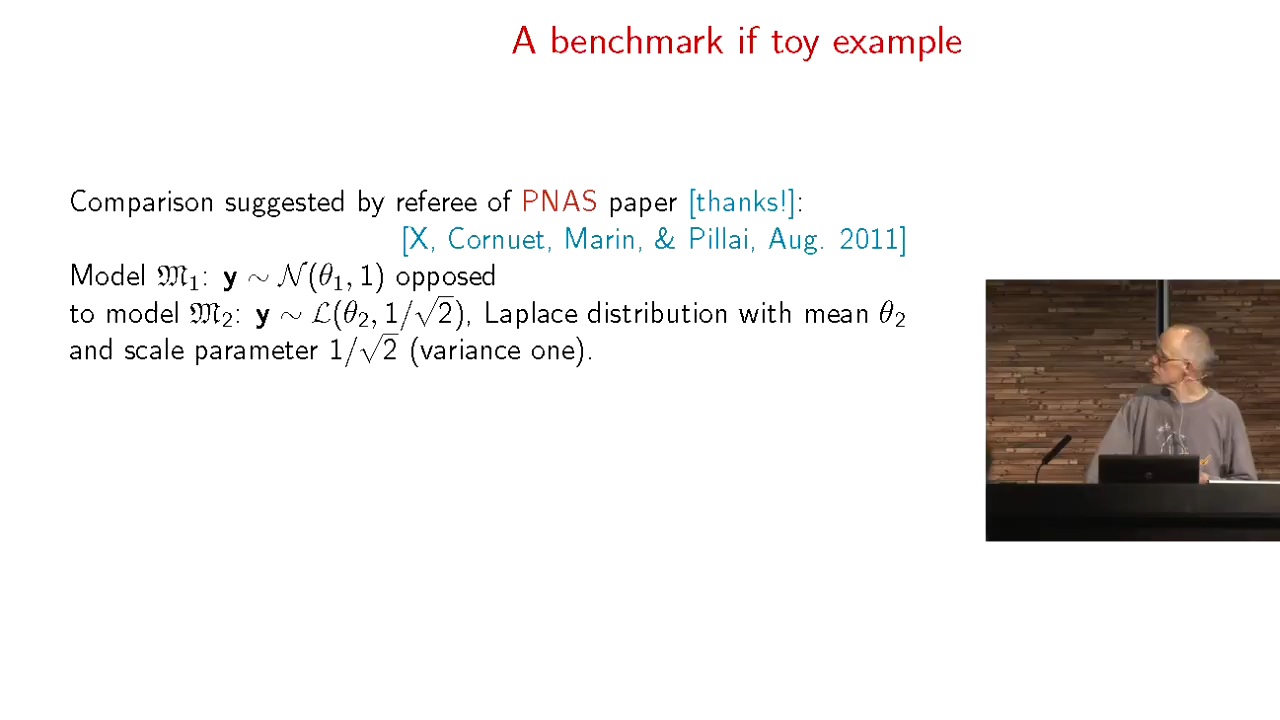 A benchmark if toy example
Comparison suggested by referee of PNAS paper [thanks!]:
[X, Cornuet, Marin, & Pillai, Aug. 2011]
Model 𝔐₁: y ∼ 𝒩(θ₁, 1) opposed
to model 𝔐₂: y ∼ ℒ(θ₂, 1/√2), Laplace distribution with mean θ₂
and scale parameter 1/√2 (variance one).